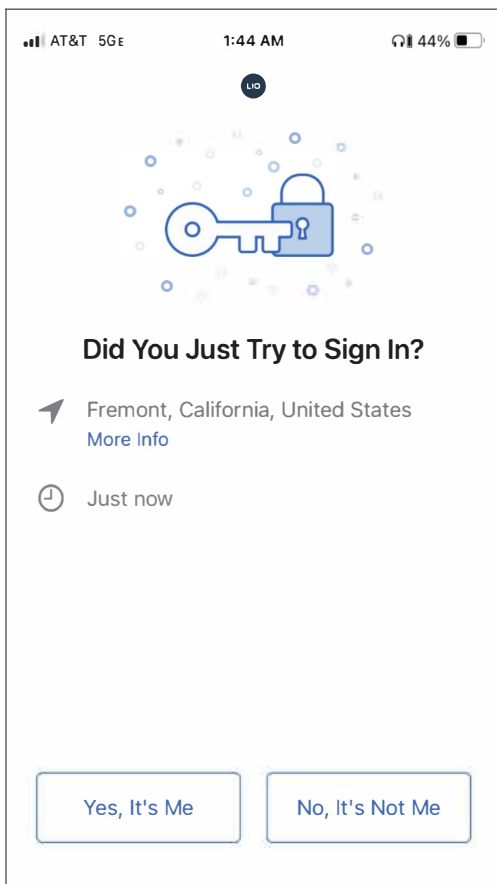 AT&T 5GE 1:44 AM 44%
LIO
Did You Just Try to Sign In?
Fremont, California, United States
More Info
Just now
Yes, It's Me No, It's Not Me